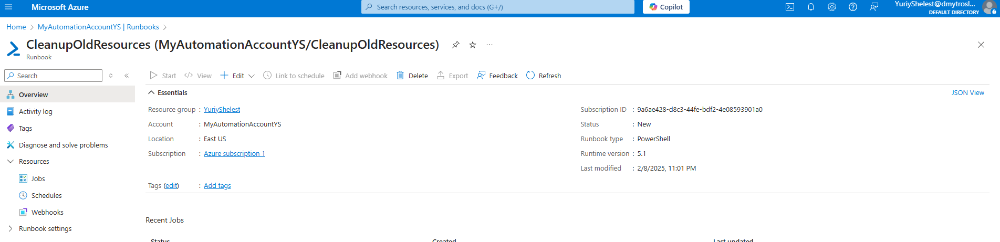 Microsoft Azure
Search resources, services, and docs (G+/)
Copilot
YuriyShelest@dmytrosl...
DEFAULT DIRECTORY
Home > MyAutomationAccountYS | Runbooks >
CleanupOldResources (MyAutomationAccountYS/CleanupOldResources)
Runbook
Search
Start View Edit Link to schedule Add webhook Delete Export Feedback Refresh
Overview
Activity log
Tags
Diagnose and solve problems
Resources
Jobs
Schedules
Webhooks
Runbook settings
Essentials
JSON View
Resource group : YuriyShelest
Account : MyAutomationAccountYS
Location : East US
Subscription : Azure subscription 1
Subscription ID : 9a6ae428-d8c3-44fe-bdf2-4e08593901a0
Status : New
Runbook type : PowerShell
Runtime version : 5.1
Last modified : 2/8/2025, 11:01 PM
Tags (edit) : Add tags
Recent Jobs
Status Created Last updated